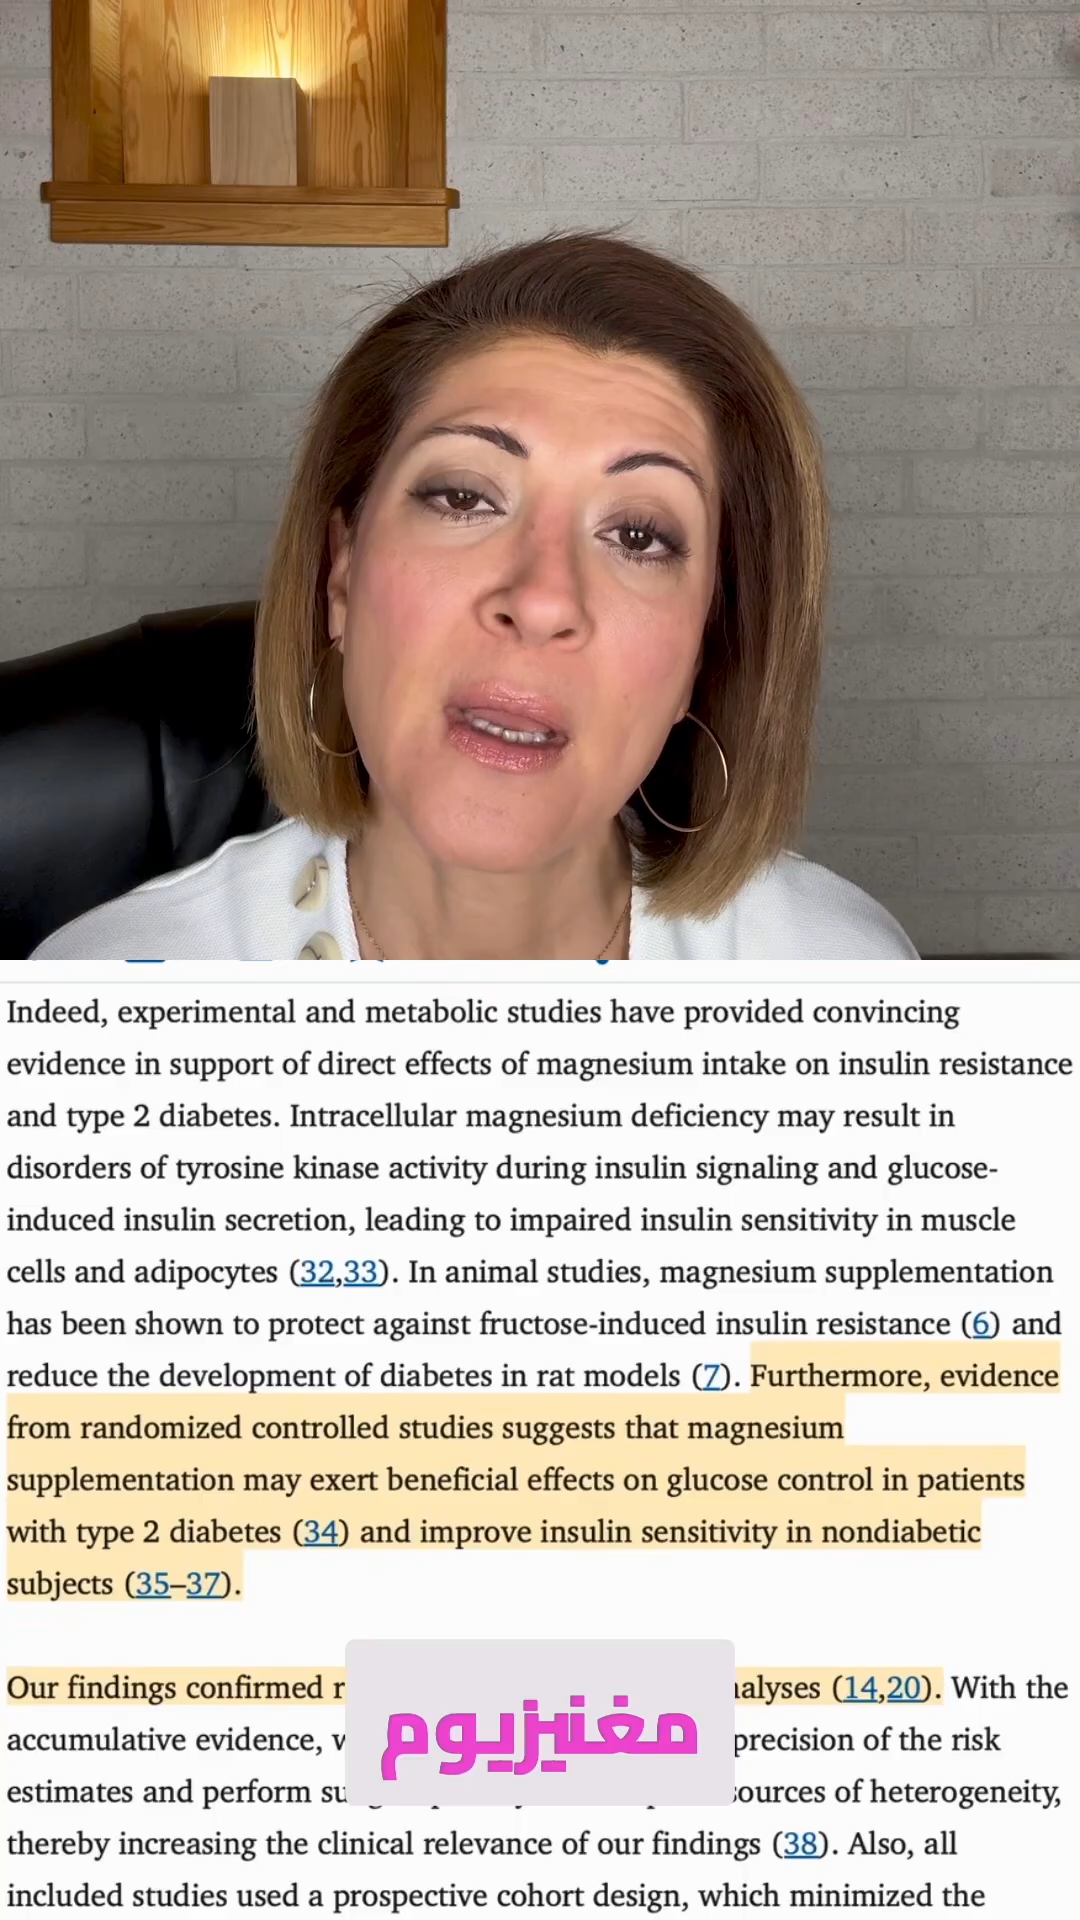 Indeed, experimental and metabolic studies have provided convincing
evidence in support of direct effects of magnesium intake on insulin resistance
and type 2 diabetes. Intracellular magnesium deficiency may result in
disorders of tyrosine kinase activity during insulin signaling and glucose-
induced insulin secretion, leading to impaired insulin sensitivity in muscle
cells and adipocytes (32,33). In animal studies, magnesium supplementation
has been shown to protect against fructose-induced insulin resistance (6) and
reduce the development of diabetes in rat models (7). Furthermore, evidence
from randomized controlled studies suggests that magnesium
supplementation may exert beneficial effects on glucose control in patients
with type 2 diabetes (34) and improve insulin sensitivity in nondiabetic
subjects (35–37).
Our findings confirmed (14,20). With the
مغنيزيوم
accumulative evidence, precision of the risk
estimates and perform sources of heterogeneity,
thereby increasing the clinical relevance of our findings (38). Also, all
included studies used a prospective cohort design, which minimized the